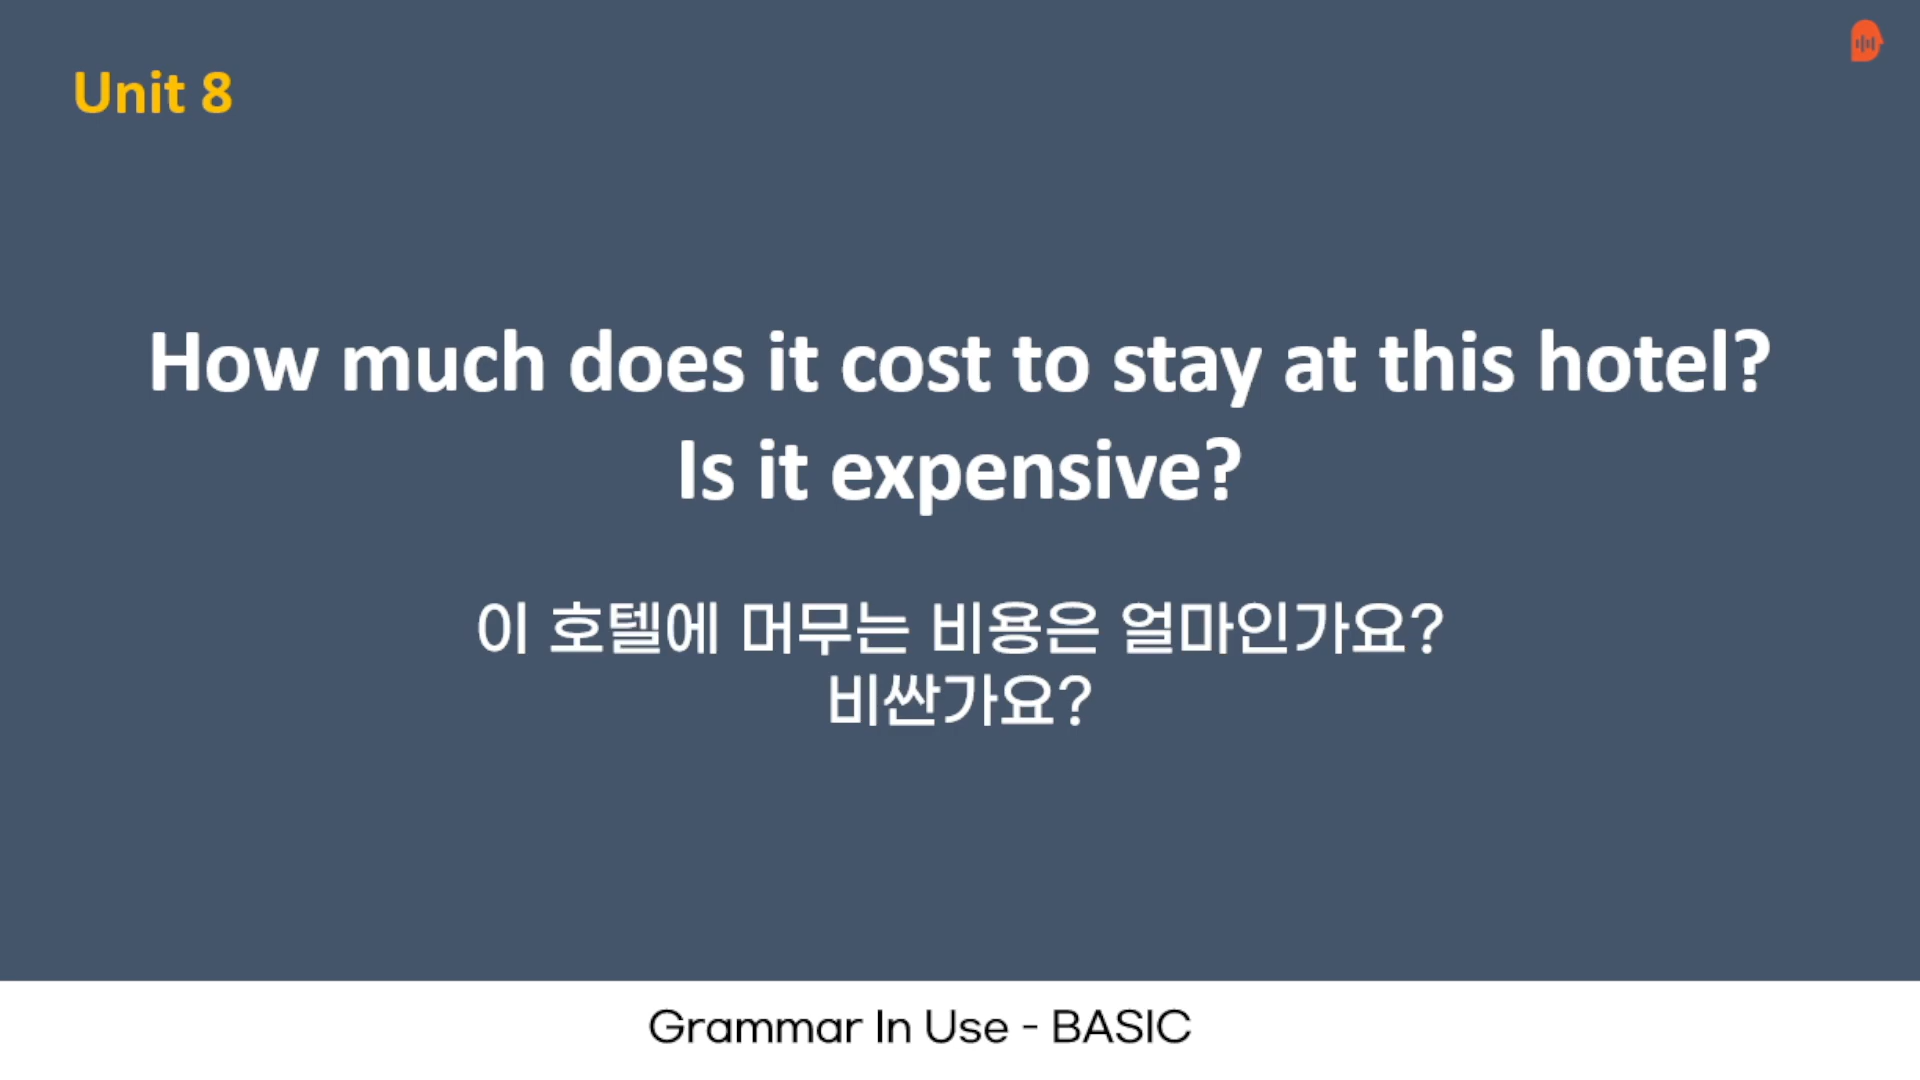 Unit 8
How much does it cost to stay at this hotel?
Is it expensive?
이 호텔에 머무는 비용은 얼마인가요?
비싼가요?
Grammar In Use - BASIC